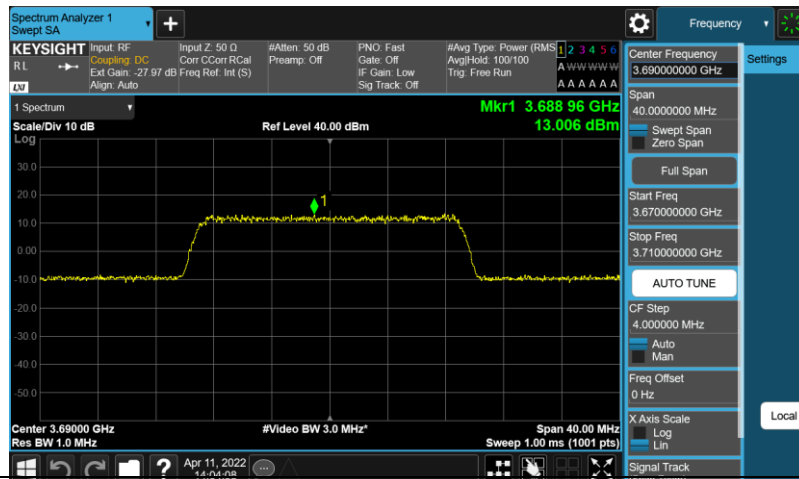 Spectrum Analyzer 1
Swept SA
Frequency
KEYSIGHT
RL
LXI
Input: RF
Coupling: DC
Ext Gain: -27.97 dB
Align: Auto
Input Z: 50 Ω
Corr CCorr RCal
Freq Ref: Int (S)
#Atten: 50 dB
Preamp: Off
PNO: Fast
Gate: Off
IF Gain: Low
Sig Track: Off
#Avg Type: Power (RMS
Avg|Hold: 100/100
Trig: Free Run
1 2 3 4 5 6
A W W W W W
A A A A A A
1 Spectrum
Scale/Div 10 dB
Log
Ref Level 40.00 dBm
Mkr1 3.688 96 GHz
13.006 dBm
1
30.0
20.0
10.0
0.00
-10.0
-20.0
-30.0
-40.0
-50.0
Center 3.69000 GHz
Res BW 1.0 MHz
#Video BW 3.0 MHz*
Span 40.00 MHz
Sweep 1.00 ms (1001 pts)
Apr 11, 2022
Center Frequency
3.690000000 GHz
Span
40.0000000 MHz
Swept Span
Zero Span
Full Span
Start Freq
3.670000000 GHz
Stop Freq
3.710000000 GHz
AUTO TUNE
CF Step
4.000000 MHz
Auto
Man
Freq Offset
0 Hz
X Axis Scale
Log
Lin
Signal Track
Settings
Local